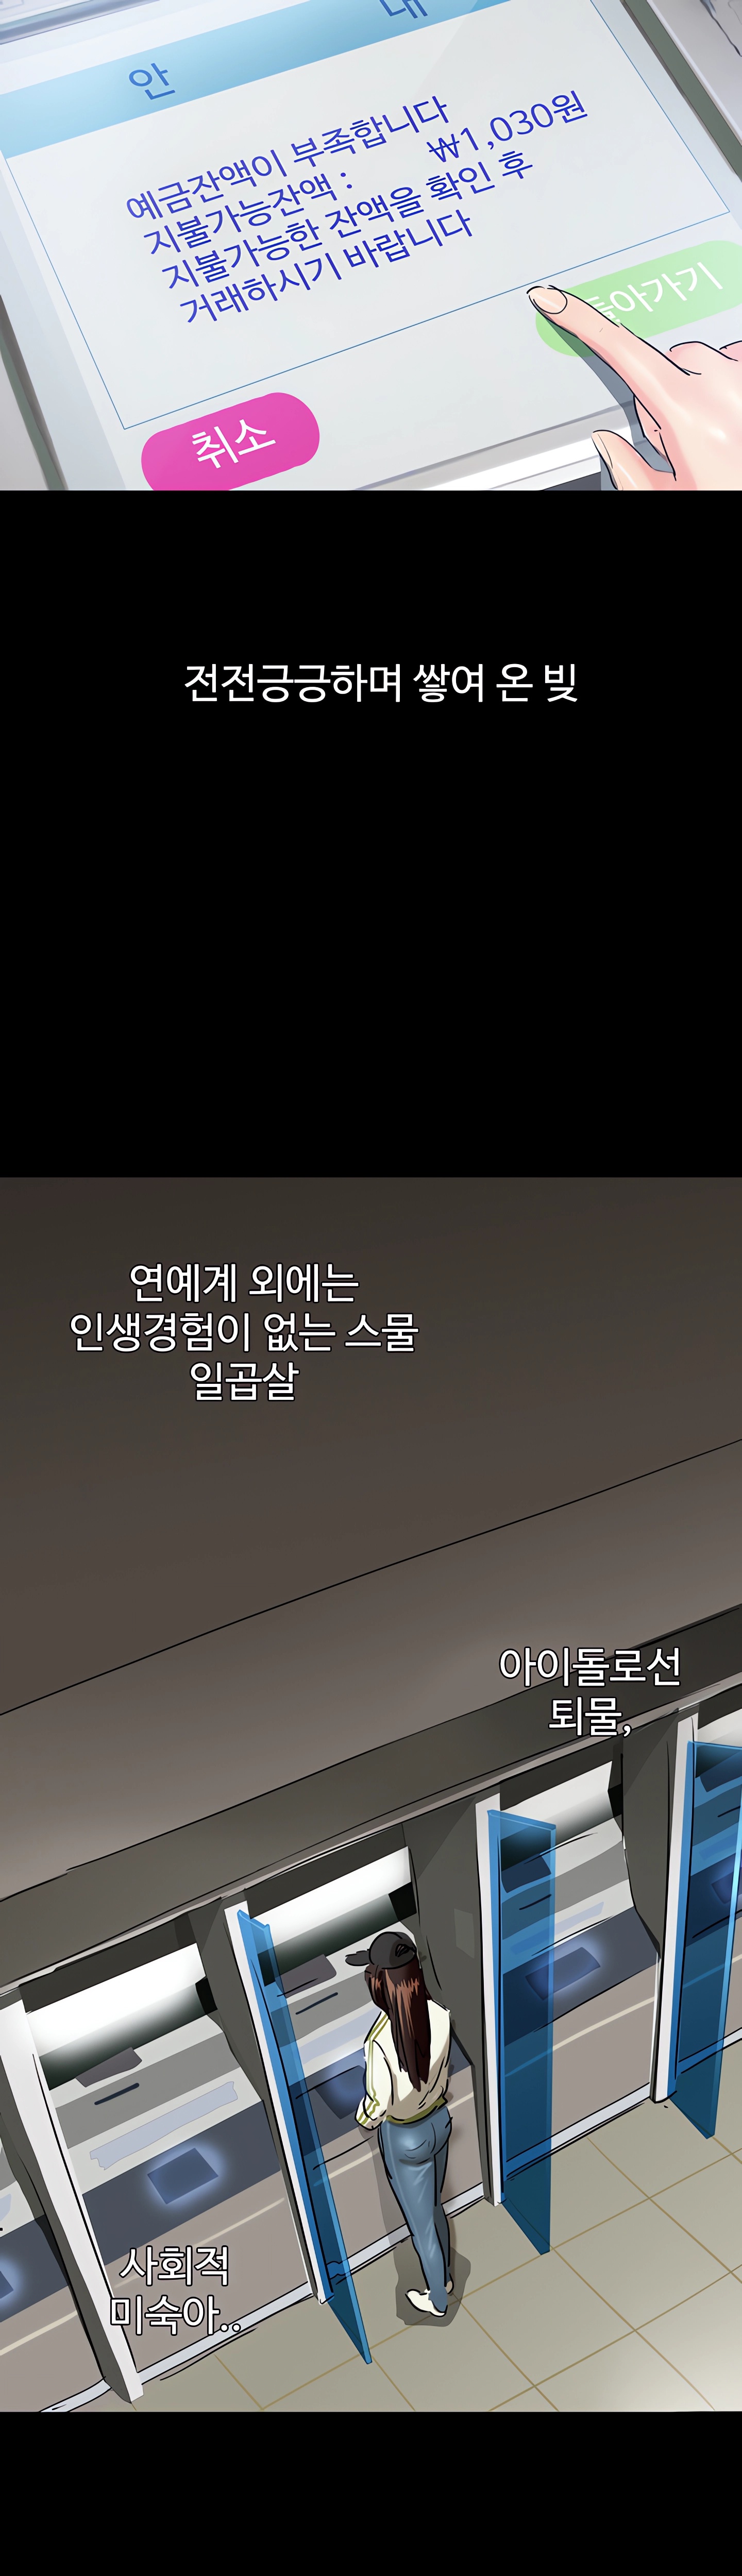 안 내
예금잔액이 부족합니다
지불가능잔액 : ₩1,030원
지불가능한 잔액을 확인 후
거래하시기 바랍니다
돌아가기
취소
전전긍긍하며 쌓여 온 빚
연예계 외에는
인생경험이 없는 스물
일곱살
아이돌로선
퇴물,
사회적
미숙아..